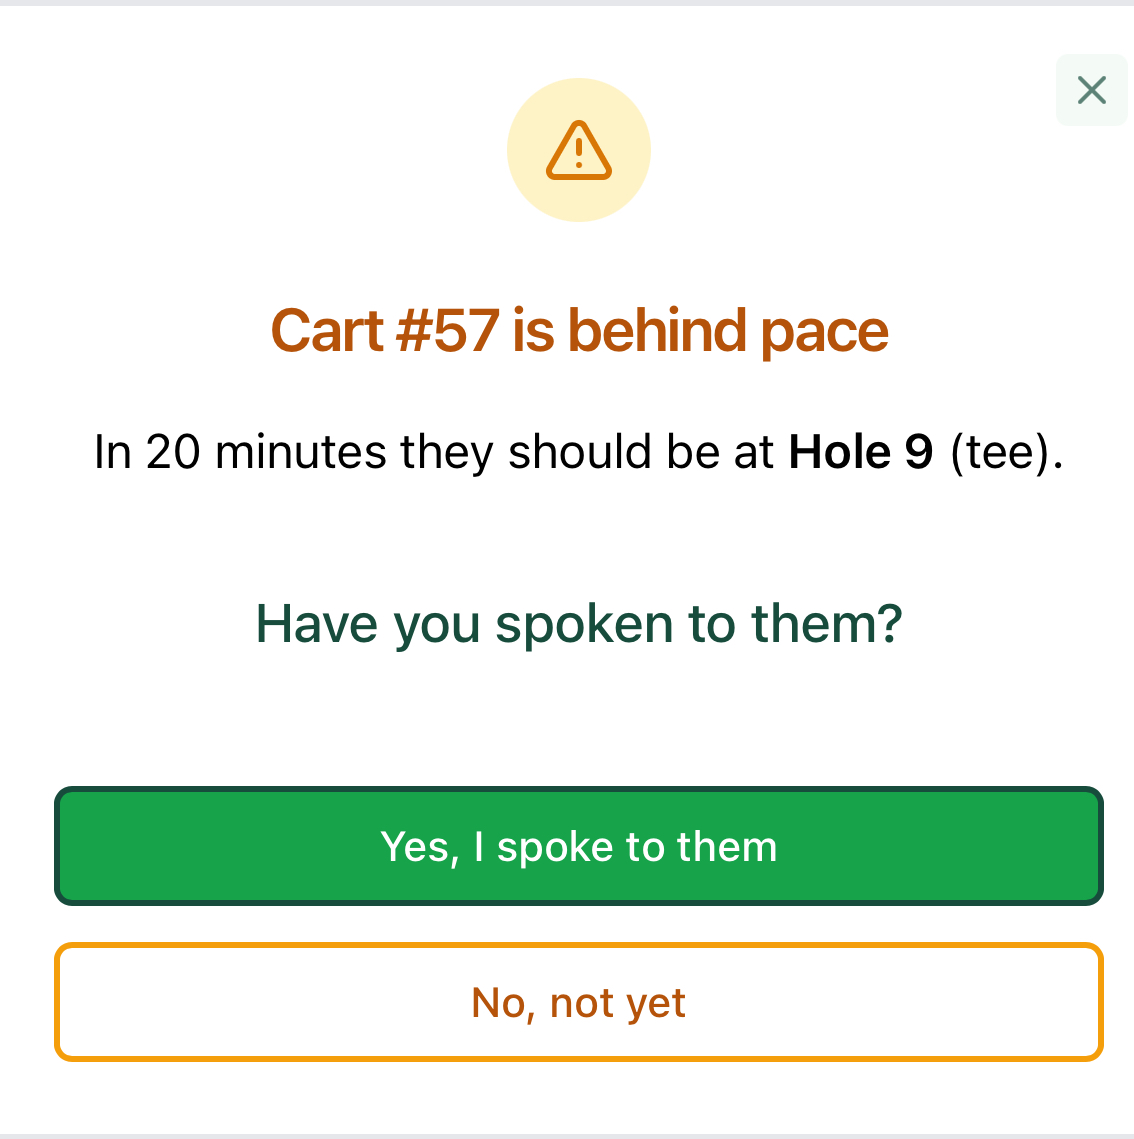 Cart #57 is behind pace
In 20 minutes they should be at Hole 9 (tee).
Have you spoken to them?
Yes, I spoke to them
No, not yet